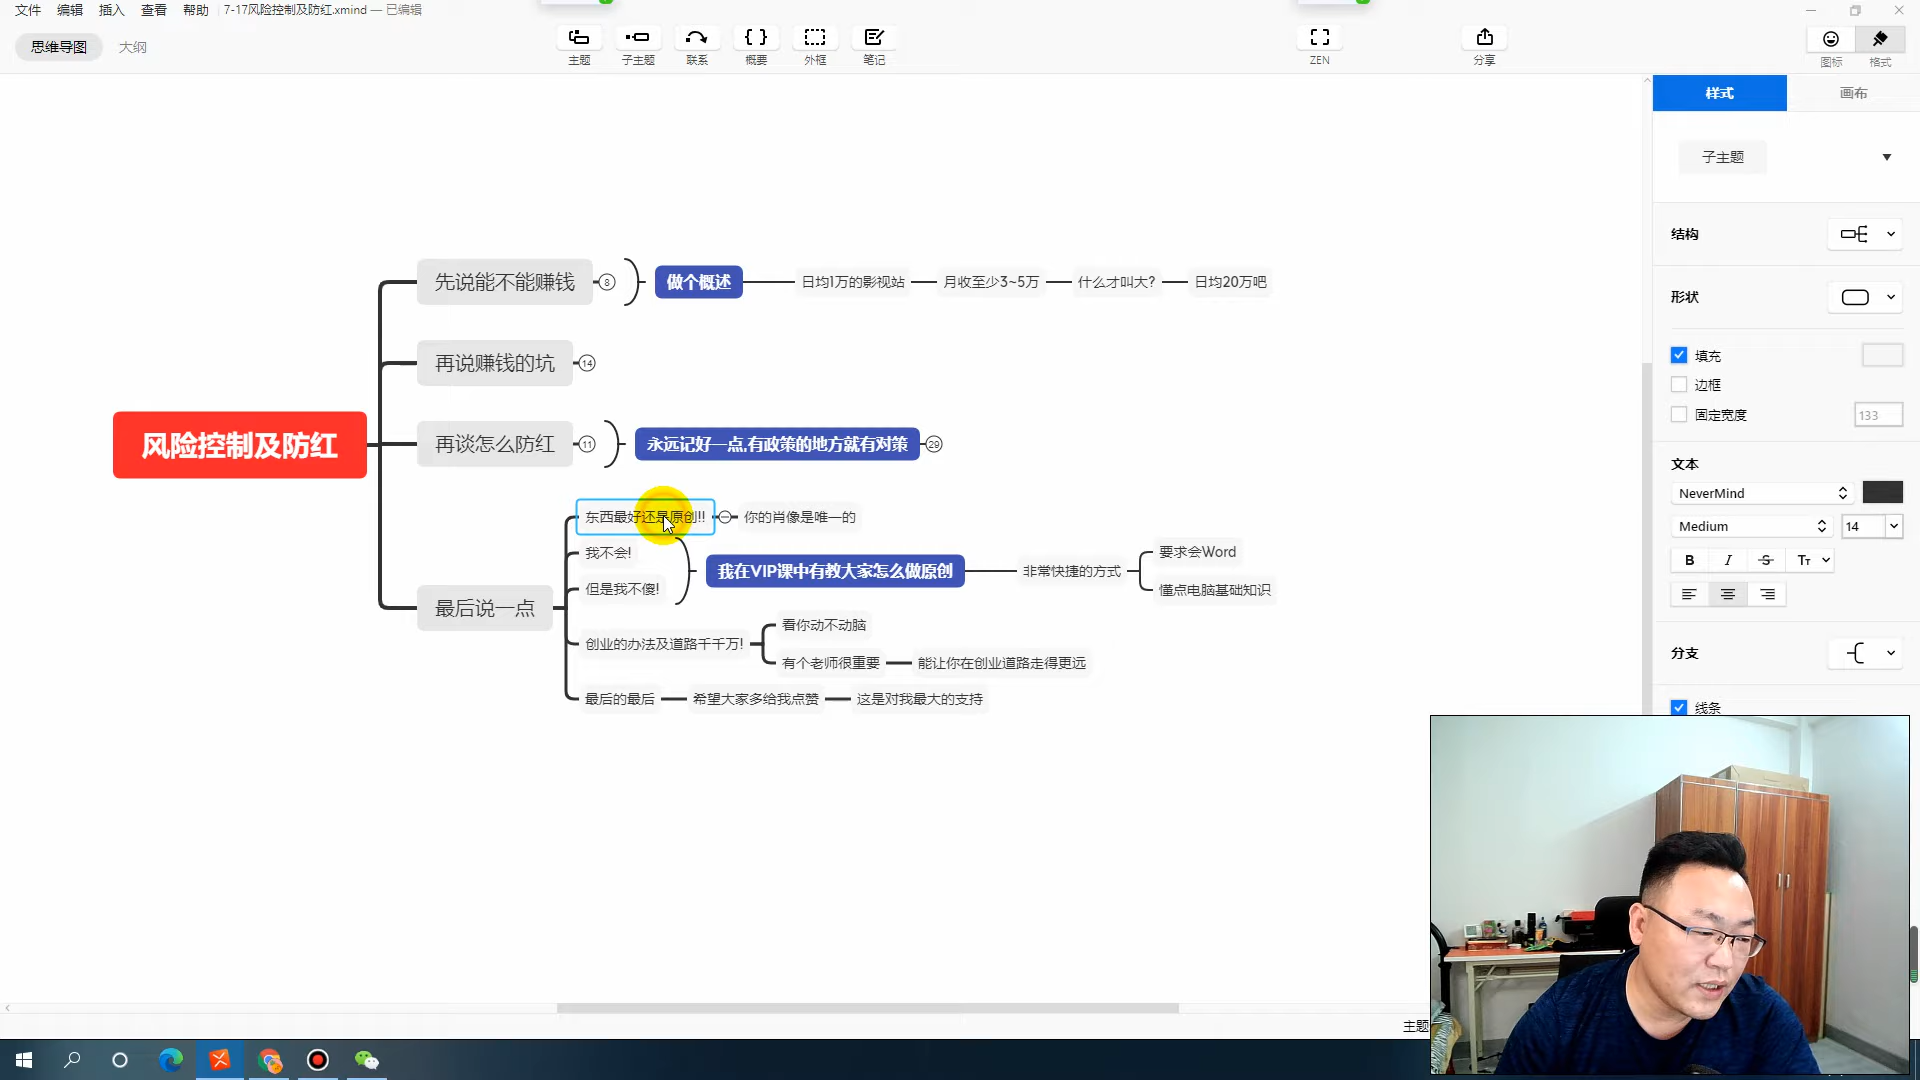 文件 编辑 插入 查看 帮助 7-17风险控制及防红.xmind — 已编辑
思维导图 大纲
主题 子主题 联系 概要 外框 笔记 ZEN 分享 图标 格式
样式 画布
子主题
结构
形状
填充
边框
固定宽度 133
文本
NeverMind
Medium 14
B I S Tт
分支
线条
风险控制及防红
先说能不能赚钱 8 做个概述 日均1万的影视站 月收至少3~5万 什么才叫大? 日均20万吧
再说赚钱的坑 14
再谈怎么防红 11 永远记好一点,有政策的地方就有对策 29
最后说一点
东西最好还是原创!! 你的肖像是唯一的
我不会!
但是我不傻!
我在VIP课中有教大家怎么做原创 非常快捷的方式
要求会Word
懂点电脑基础知识
创业的办法及道路千千万!
看你动不动脑
有个老师很重要 能让你在创业道路走得更远
最后的最后 希望大家多给我点赞 这是对我最大的支持
主题